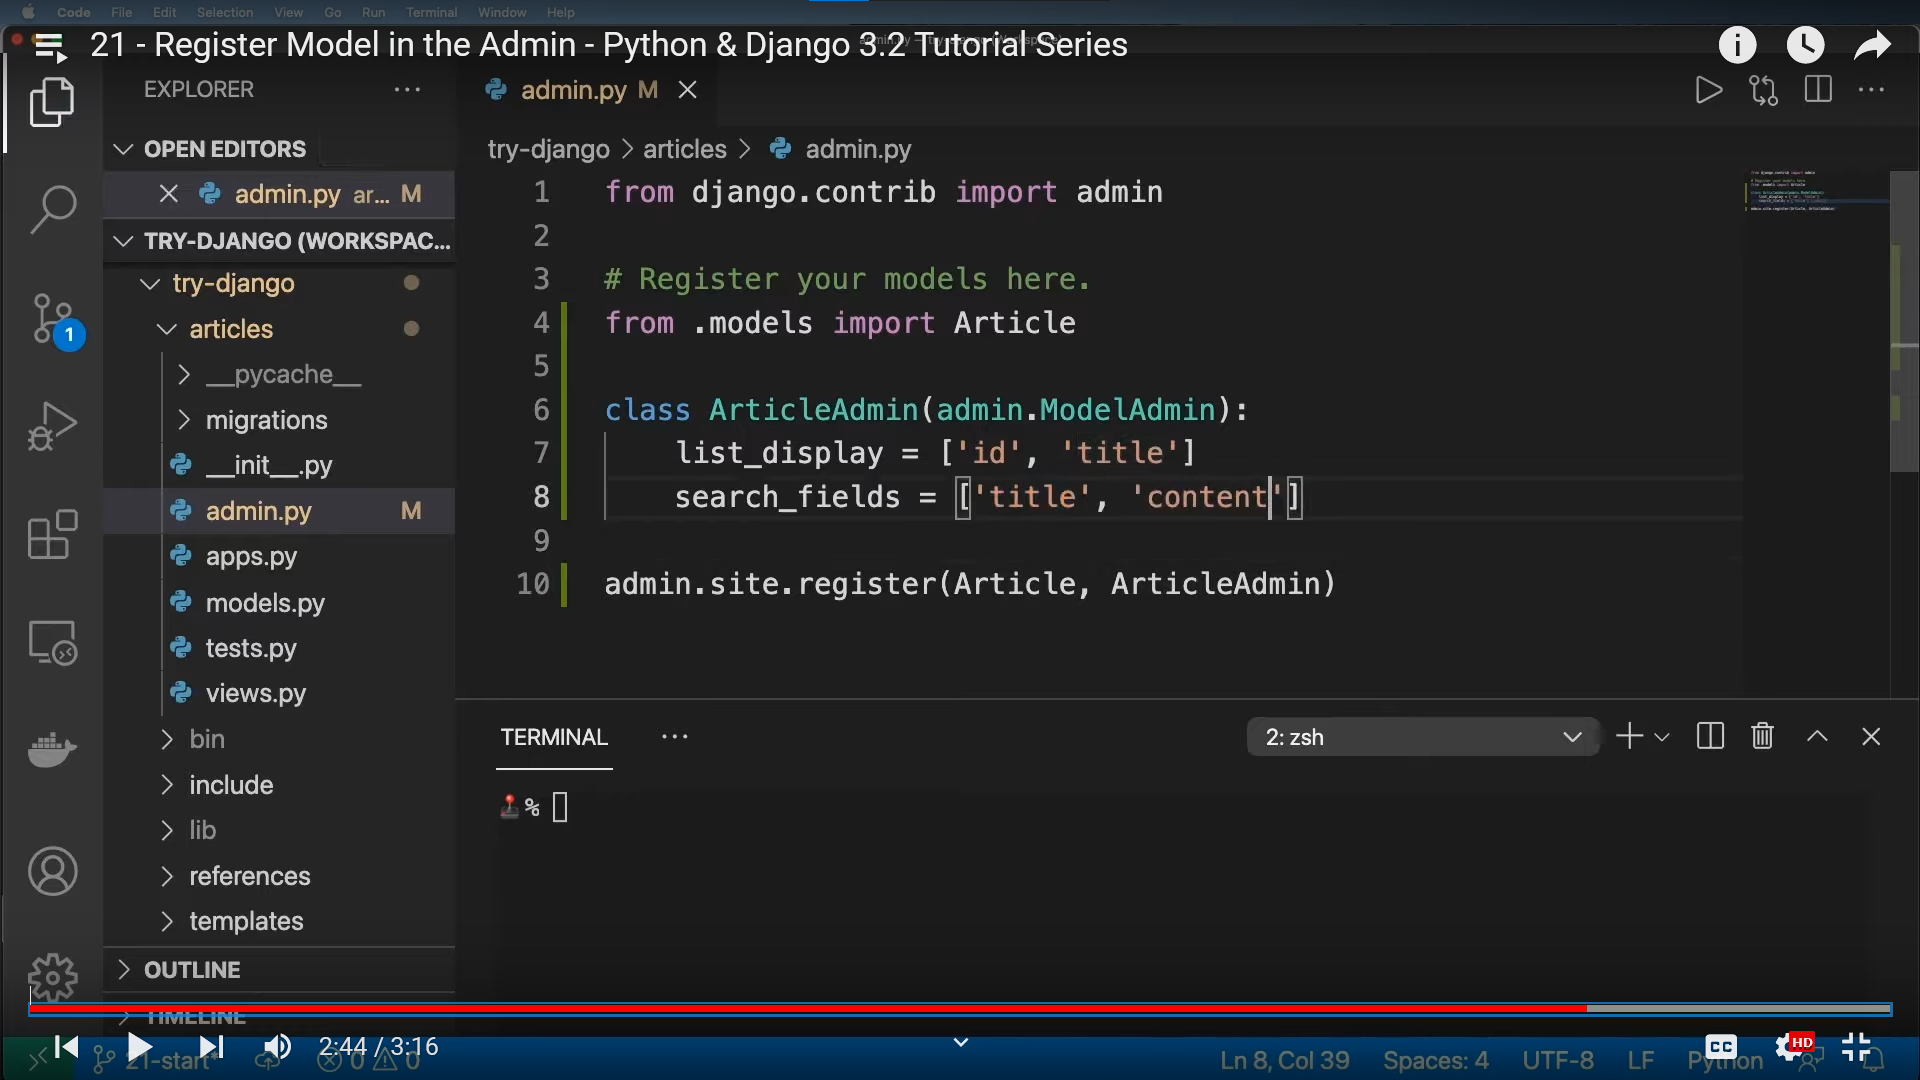 Code File Edit Selection View Go Run Terminal Window Help
21 - Register Model in the Admin - Python & Django 3.2 Tutorial Series
EXPLORER
admin.py M
OPEN EDITORS
admin.py ar... M
TRY-DJANGO (WORKSPAC...
try-django
articles
__pycache__
migrations
__init__.py
admin.py M
apps.py
models.py
tests.py
views.py
bin
include
lib
references
templates
OUTLINE
TIMELINE
1
try-django > articles > admin.py
1 from django.contrib import admin
2
3 # Register your models here.
4 from .models import Article
5
6 class ArticleAdmin(admin.ModelAdmin):
7 list_display = ['id', 'title']
8 search_fields = ['title', 'content']
9
10 admin.site.register(Article, ArticleAdmin)
TERMINAL
2: zsh
%
2:44 / 3:16
CC
HD
21-start*
0 0
Ln 8, Col 39 Spaces: 4 UTF-8 LF Python